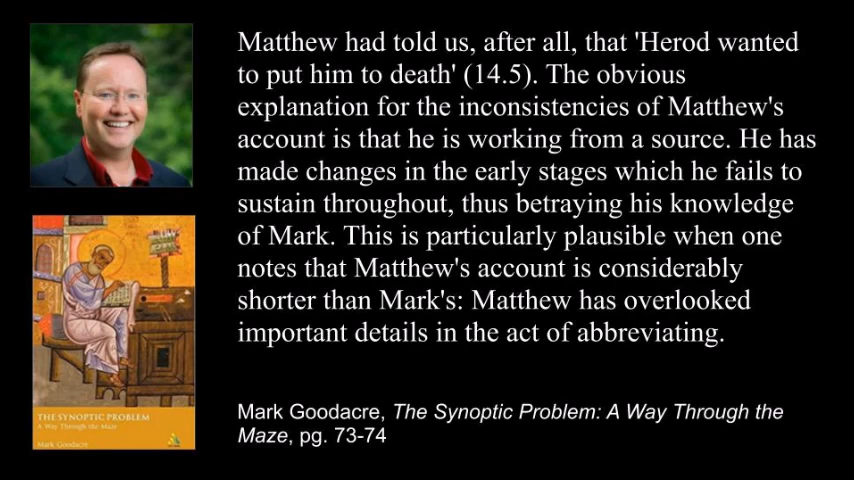 Matthew had told us, after all, that 'Herod wanted
to put him to death' (14.5). The obvious
explanation for the inconsistencies of Matthew's
account is that he is working from a source. He has
made changes in the early stages which he fails to
sustain throughout, thus betraying his knowledge
of Mark. This is particularly plausible when one
notes that Matthew's account is considerably
shorter than Mark's: Matthew has overlooked
important details in the act of abbreviating.
Mark Goodacre, The Synoptic Problem: A Way Through the
Maze, pg. 73-74
THE SYNOPTIC PROBLEM
A Way Through the Maze
Mark Goodacre